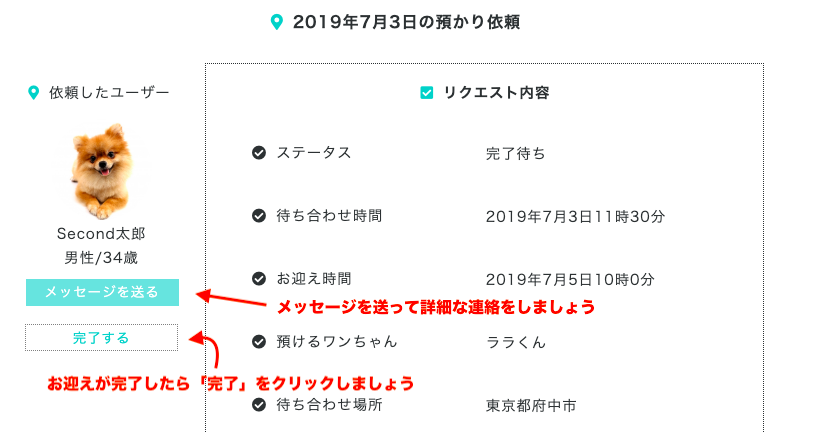 2019年7月3日の預かり依頼
依頼したユーザー
Second太郎
男性/34歳
メッセージを送る
完了する
リクエスト内容
ステータス 完了待ち
待ち合わせ時間 2019年7月3日11時30分
お迎え時間 2019年7月5日10時0分
メッセージを送って詳細な連絡をしましょう
預けるワンちゃん ララくん
お迎えが完了したら「完了」をクリックしましょう
待ち合わせ場所 東京都府中市